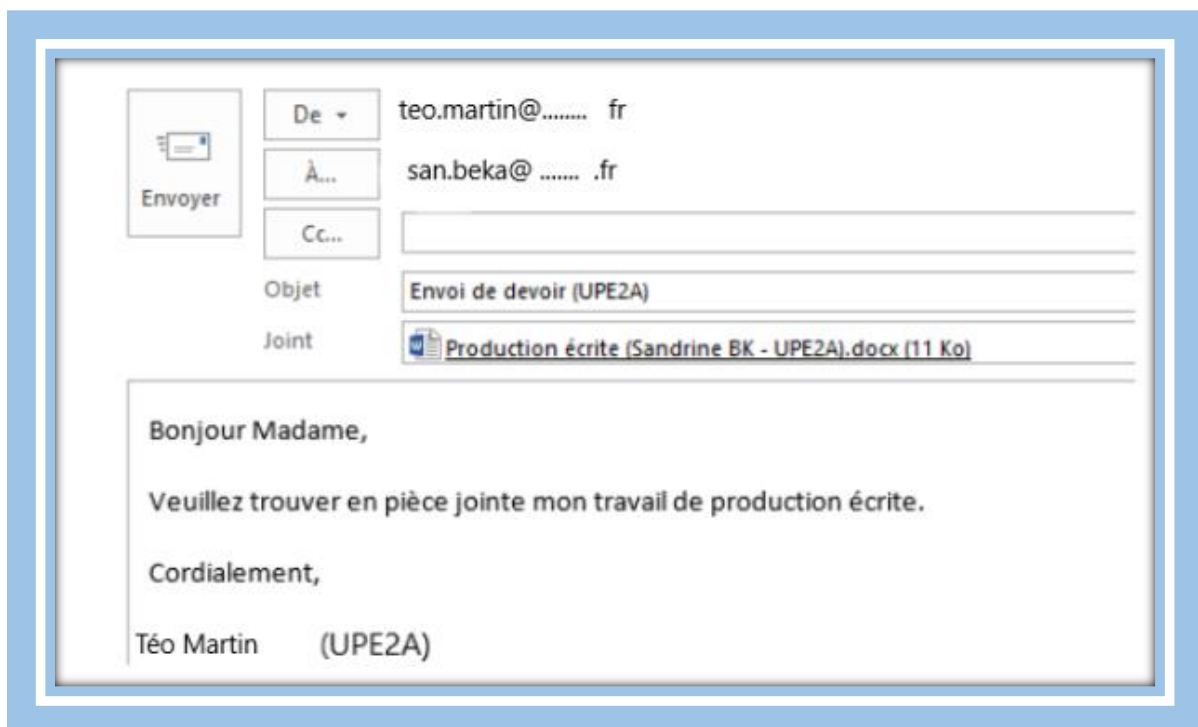 De
teo.martin@........ fr
À...
san.beka@ ....... .fr
Envoyer
Cc...
Objet
Envoi de devoir (UPE2A)
Joint
Production écrite (Sandrine BK - UPE2A).docx (11 Ko)
Bonjour Madame,
Veuillez trouver en pièce jointe mon travail de production écrite.
Cordialement,
Téo Martin (UPE2A)